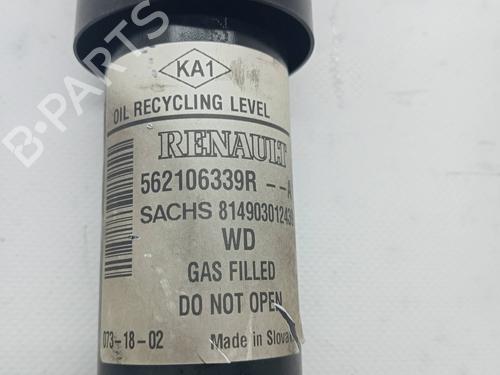 KA1
OIL RECYCLING LEVEL
RENAULT
562106339R --A
SACHS 814903012
WD
GAS FILLED
DO NOT OPEN
073-18-02 Made in
B-PARTS